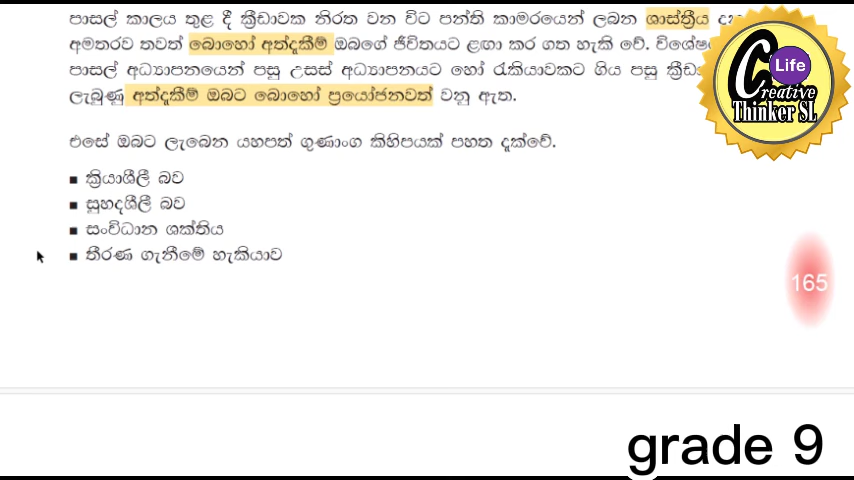 පාසල් කාලය තුළ දී ක්‍රීඩාවක නිරත වන විට පන්ති කාමරයෙන් ලබන ශාස්ත්‍රීය
අමතරව තවත් බොහෝ අත්දැකීම් ඔබගේ ජීවිතයට ළඟා කර ගත හැකි වේ.
පාසල් අධ්‍යාපනයෙන් පසු උසස් අධ්‍යාපනයට හෝ රැකියාවකට ගිය පසු
ලැබුණු අත්දැකීම් ඔබට බොහෝ ප්‍රයෝජනවත් වනු ඇත.
එසේ ඔබට ලැබෙන යහපත් ගුණාංග කිහිපයක් පහත දැක්වේ.
▪ ක්‍රියාශීලී බව
▪ සුහදශීලී බව
▪ සංවිධාන ශක්තිය
▪ තීරණ ගැනීමේ හැකියාව
Life
Creative
Thinker SL
165
grade 9